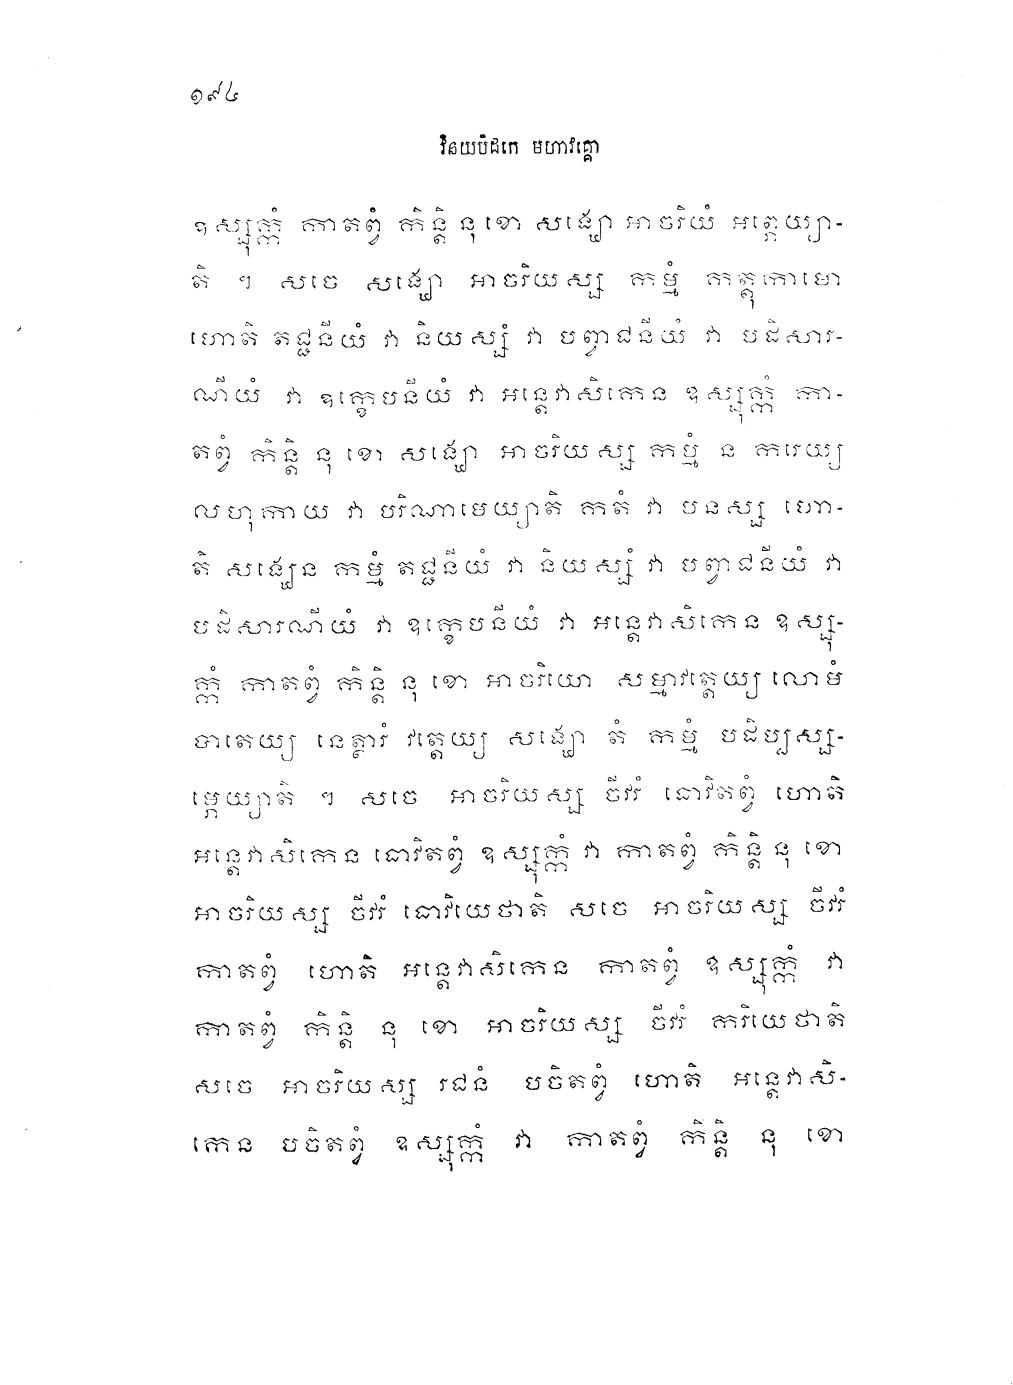 ១៩៤
វិនយបិដកេ មហាវគ្គោ
ឧស្សុក្កំ កាតព្វំ កិន្តិ នុ ខោ សង្ឃោ អាចរិយំ អព្ភេយ្យា-
តិ ។ សចេ សង្ឃោ អាចរិយស្ស កម្មំ កត្តុកាមោ
ហោតិ តជ្ជនីយំ វា និយស្សំ វា បព្វាជនីយំ វា បដិសារ-
ណីយំ វា ឧក្ខេបនីយំ វា អន្តេវាសិកេន ឧស្សុក្កំ កា-
តព្វំ កិន្តិ នុ ខោ សង្ឃោ អាចរិយស្ស កម្មំ ន ករេយ្យ
លហុកាយ វា បរិណាមេយ្យាតិ កតំ វា បនស្ស ហោ-
តិ សង្ឃេន កម្មំ តជ្ជនីយំ វា និយស្សំ វា បព្វាជនីយំ វា
បដិសារណីយំ វា ឧក្ខេបនីយំ វា អន្តេវាសិកេន ឧស្សុ-
ក្កំ កាតព្វំ កិន្តិ នុ ខោ អាចរិយោ សម្មាវត្តេយ្យ លោមំ
បាតេយ្យ នេត្ថារំ វត្តេយ្យ សង្ឃោ តំ កម្មំ បដិប្បស្ស-
ម្ភេយ្យាតិ ។ សចេ អាចរិយស្ស ចីវរំ ធោវិតព្វំ ហោតិ
អន្តេវាសិកេន ធោវិតព្វំ ឧស្សុក្កំ វា កាតព្វំ កិន្តិ នុ ខោ
អាចរិយស្ស ចីវរំ ធោវិយេថាតិ សចេ អាចរិយស្ស ចីវរំ
កាតព្វំ ហោតិ អន្តេវាសិកេន កាតព្វំ ឧស្សុក្កំ វា
កាតព្វំ កិន្តិ នុ ខោ អាចរិយស្ស ចីវរំ ករិយេថាតិ
សចេ អាចរិយស្ស រជនំ បចិតព្វំ ហោតិ អន្តេវាសិ-
កេន បចិតព្វំ ឧស្សុក្កំ វា កាតព្វំ កិន្តិ នុ ខោ